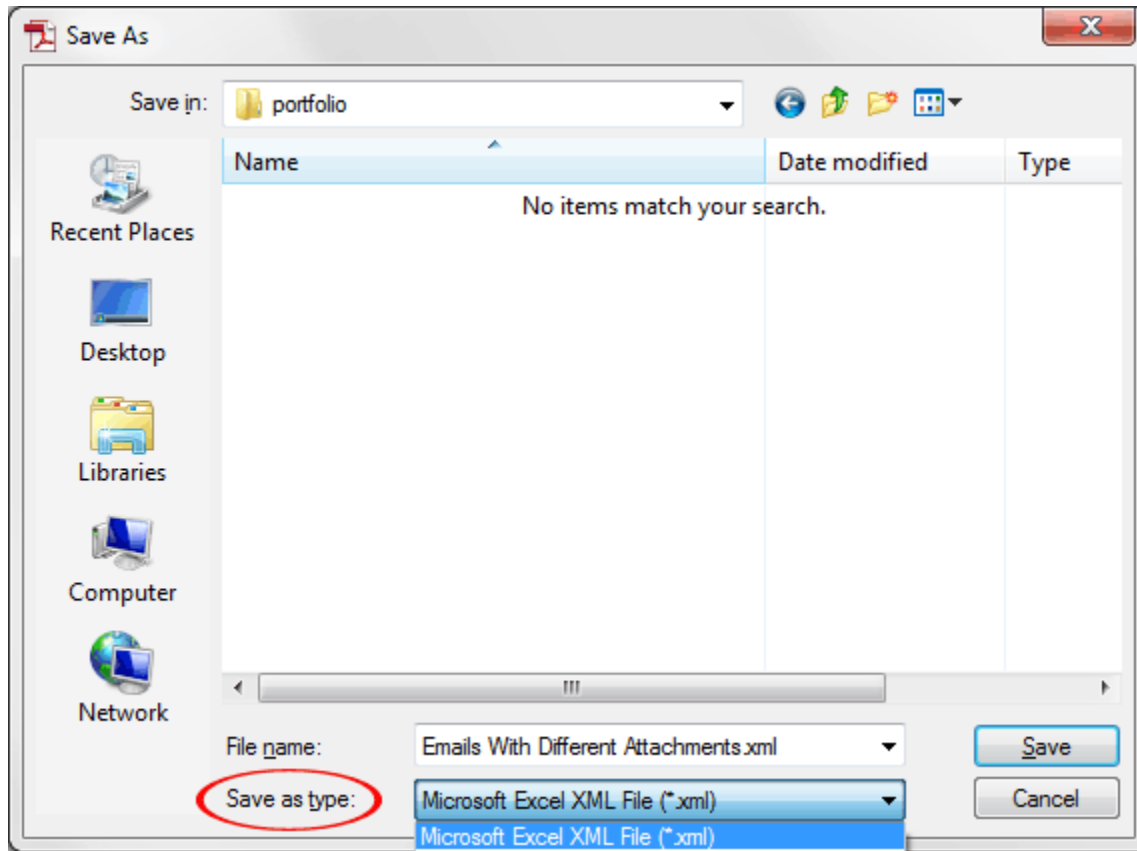 Save As
Save in: portfolio
Name Date modified Type
No items match your search.
Recent Places
Desktop
Libraries
Computer
Network
File name: Emails With Different Attachments.xml Save
Save as type: Microsoft Excel XML File (*.xml) Cancel
Microsoft Excel XML File (*.xml)